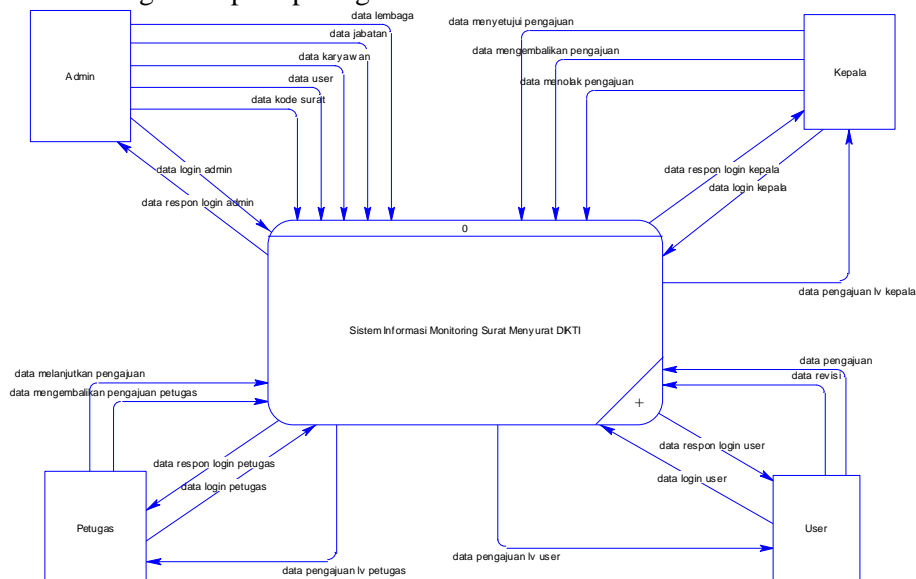 data lembaga
data jabatan
data karyawan
data user
data kode surat
Admin
data menyetujui pengajuan
data mengembalikan pengajuan
data menolak pengajuan
Kepala
data login admin
data respon login admin
data respon login kepala
data login kepala
0
data pengajuan lv kepala
Sistem Informasi Monitoring Surat Menyurat DIKTI
data melanjutkan pengajuan
data mengembalikan pengajuan petugas
data pengajuan
data revisi
+
data respon login petugas
data login petugas
data respon login user
data login user
Petugas
User
data pengajuan lv petugas
data pengajuan lv user